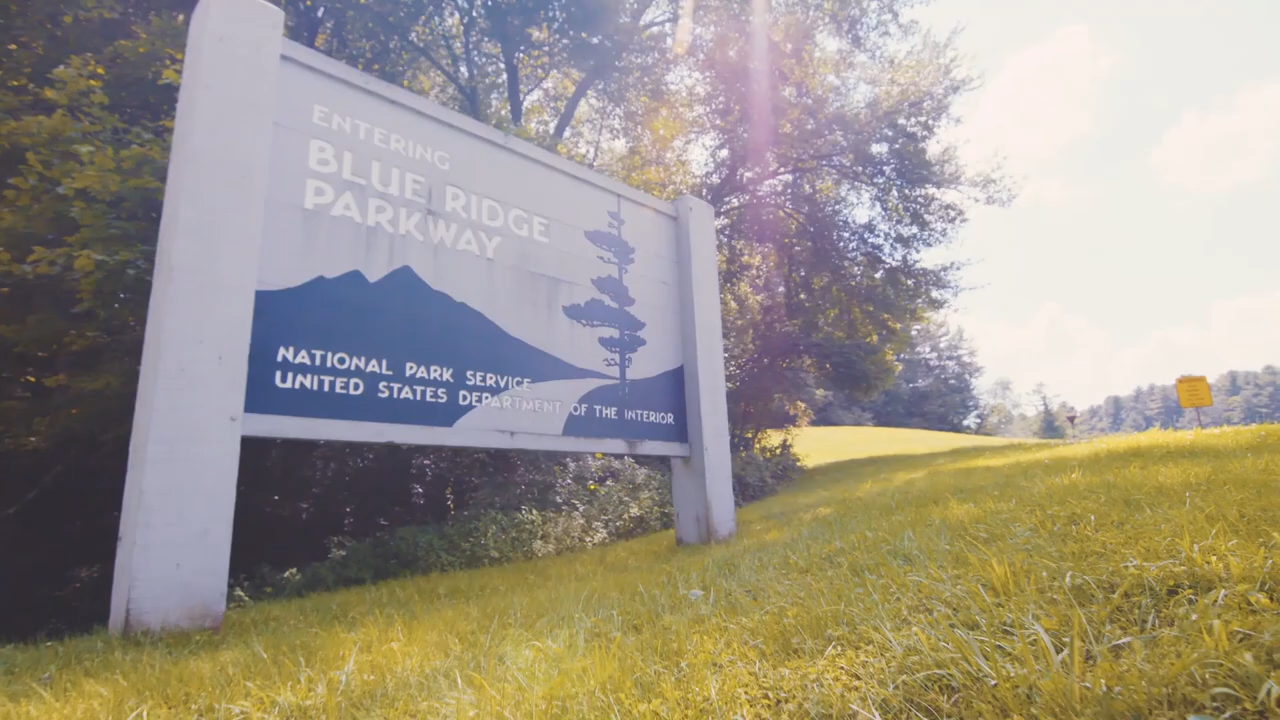 ENTERING
BLUE RIDGE
PARKWAY
NATIONAL PARK SERVICE
UNITED STATES DEPARTMENT OF THE INTERIOR